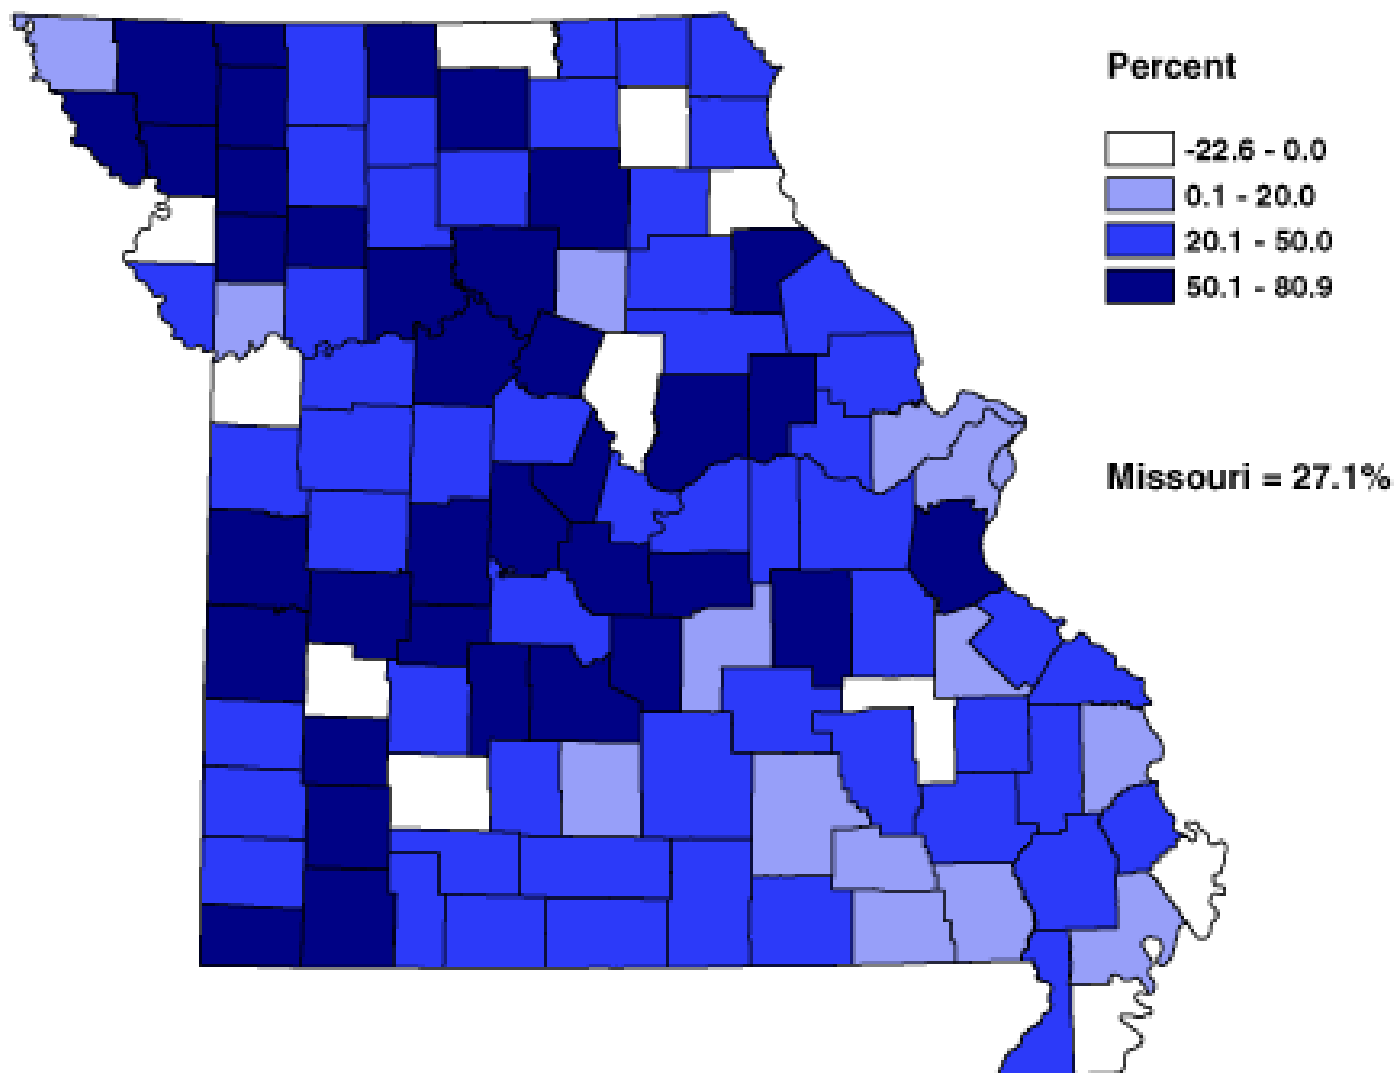 Percent
-22.6 - 0.0
0.1 - 20.0
20.1 - 50.0
50.1 - 80.9
Missouri = 27.1%